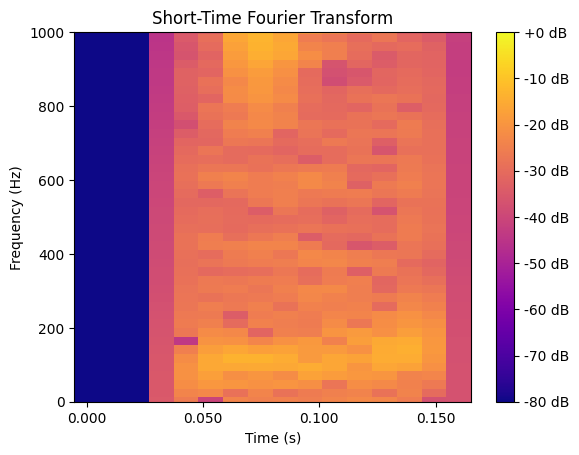 Short-Time Fourier Transform
Frequency (Hz)
1000
800
600
400
200
0
0.000
0.050
0.100
0.150
Time (s)
+0 dB
-10 dB
-20 dB
-30 dB
-40 dB
-50 dB
-60 dB
-70 dB
-80 dB